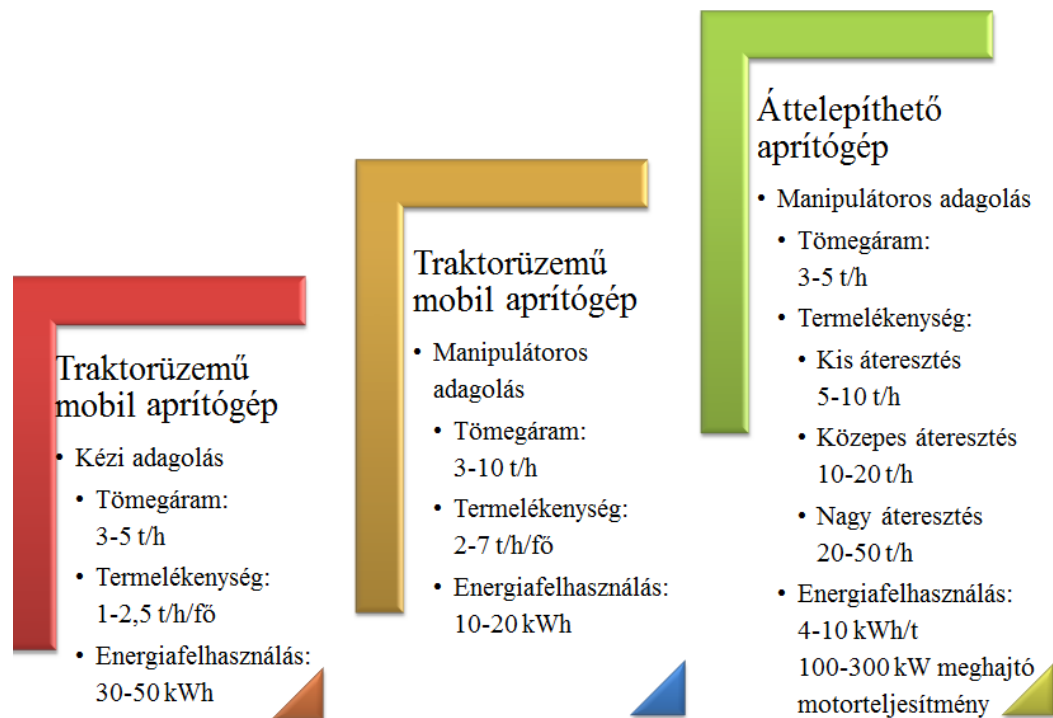 Traktorüzemű
mobil aprítógép
• Kézi adagolás
• Tömegáram:
3-5 t/h
• Termelékenység:
1-2,5 t/h/fő
• Energiafelhasználás:
30-50 kWh
Traktorüzemű
mobil aprítógép
• Manipulátoros
adagolás
• Tömegáram:
3-10 t/h
• Termelékenység:
2-7 t/h/fő
• Energiafelhasználás:
10-20 kWh
Áttelepíthető
aprítógép
• Manipulátoros adagolás
• Tömegáram:
3-5 t/h
• Termelékenység:
• Kis áteresztés
5-10 t/h
• Közepes áteresztés
10-20 t/h
• Nagy áteresztés
20-50 t/h
• Energiafelhasználás:
4-10 kWh/t
100-300 kW meghajtó
motorteljesítmény